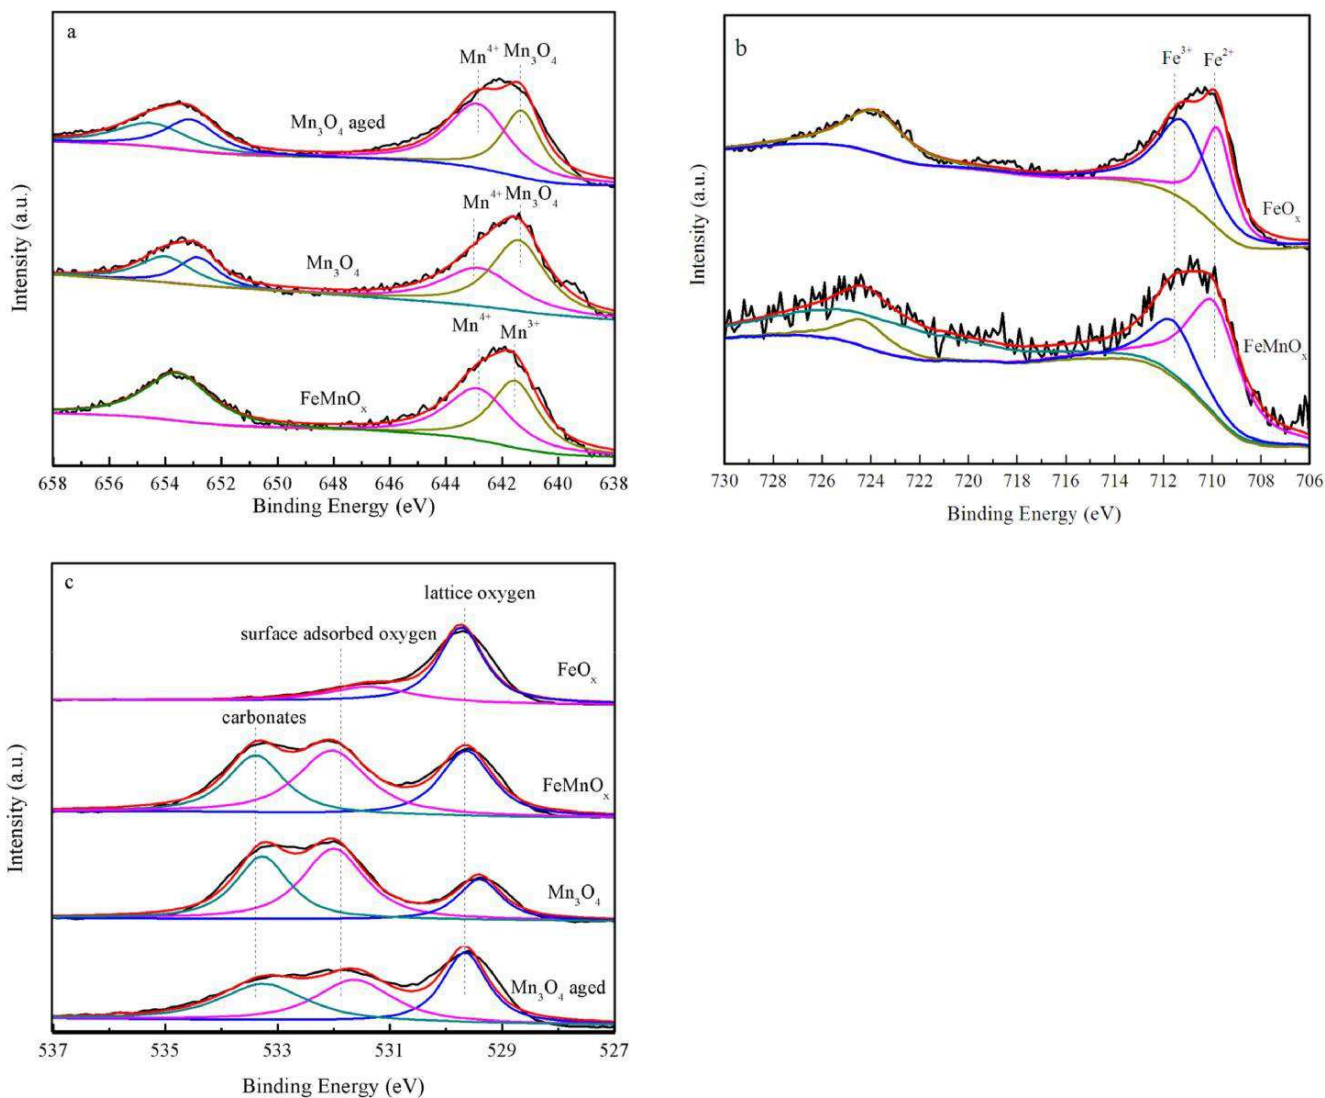 a
Mn⁴⁺ Mn₃O₄
Mn₃O₄ aged
Mn⁴⁺ Mn₃O₄
Mn₃O₄
Mn⁴⁺ Mn³⁺
FeMnOₓ
Intensity (a.u.)
658 656 654 652 650 648 646 644 642 640 638
Binding Energy (eV)
b
Fe³⁺ Fe²⁺
FeOₓ
FeMnOₓ
Intensity (a.u.)
730 728 726 724 722 720 718 716 714 712 710 708 706
Binding Energy (eV)
c
lattice oxygen
surface adsorbed oxygen
FeOₓ
carbonates
FeMnOₓ
Mn₃O₄
Mn₃O₄ aged
Intensity (a.u.)
537 535 533 531 529 527
Binding Energy (eV)